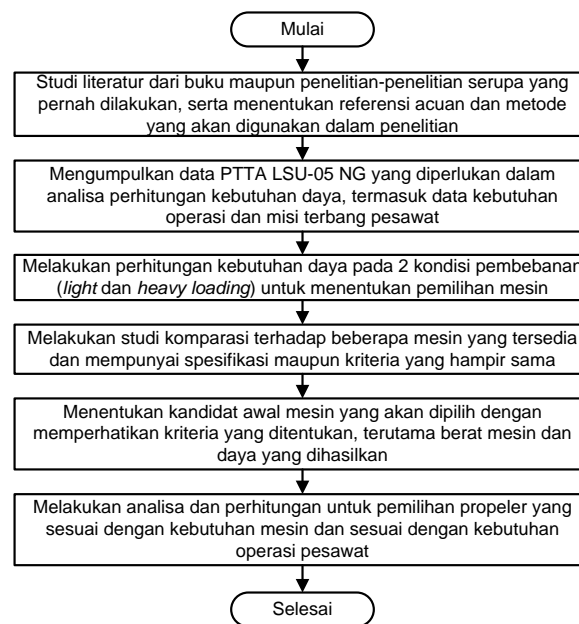 Mulai
Studi literatur dari buku maupun penelitian-penelitian serupa yang
pernah dilakukan, serta menentukan referensi acuan dan metode
yang akan digunakan dalam penelitian
Mengumpulkan data PTTA LSU-05 NG yang diperlukan dalam
analisa perhitungan kebutuhan daya, termasuk data kebutuhan
operasi dan misi terbang pesawat
Melakukan perhitungan kebutuhan daya pada 2 kondisi pembebanan
(light dan heavy loading) untuk menentukan pemilihan mesin
Melakukan studi komparasi terhadap beberapa mesin yang tersedia
dan mempunyai spesifikasi maupun kriteria yang hampir sama
Menentukan kandidat awal mesin yang akan dipilih dengan
memperhatikan kriteria yang ditentukan, terutama berat mesin dan
daya yang dihasilkan
Melakukan analisa dan perhitungan untuk pemilihan propeler yang
sesuai dengan kebutuhan mesin dan sesuai dengan kebutuhan
operasi pesawat
Selesai